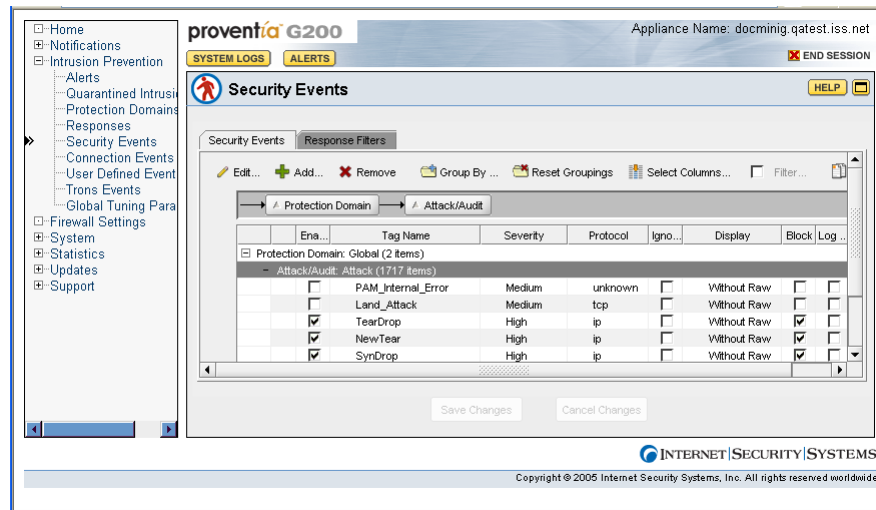 proventia G200
Appliance Name: docminig.qatest.iss.net
SYSTEM LOGS ALERTS
END SESSION
Home
Notifications
Intrusion Prevention
Alerts
Quarantined Intrusi
Protection Domains
Responses
Security Events
Connection Events
User Defined Event
Trons Events
Global Tuning Para
Firewall Settings
System
Statistics
Updates
Support
Security Events
HELP
Security Events Response Filters
Edit... Add... Remove Group By ... Reset Groupings Select Columns... Filter...
Protection Domain Attack/Audit
Ena... Tag Name Severity Protocol Igno... Display Block Log ..
Protection Domain: Global (2 items)
Attack/Audit: Attack (1717 items)
PAM_Internal_Error Medium unknown Without Raw
Land_Attack Medium tcp Without Raw
TearDrop High ip Without Raw
NewTear High ip Without Raw
SynDrop High ip Without Raw
Save Changes Cancel Changes
INTERNET|SECURITY|SYSTEMS
Copyright © 2005 Internet Security Systems, Inc. All rights reserved worldwide